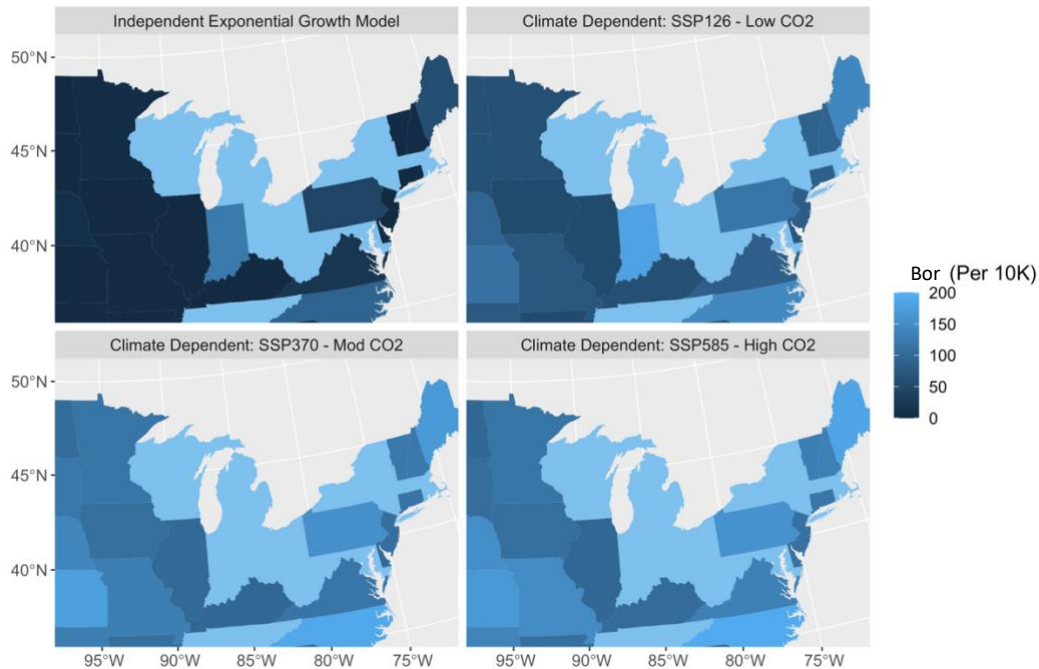 Independent Exponential Growth Model
Climate Dependent: SSP126 - Low CO2
50°N
45°N
40°N
Bor (Per 10K)
200
150
100
50
0
Climate Dependent: SSP370 - Mod CO2
Climate Dependent: SSP585 - High CO2
50°N
45°N
40°N
95°W 90°W 85°W 80°W 75°W
95°W 90°W 85°W 80°W 75°W